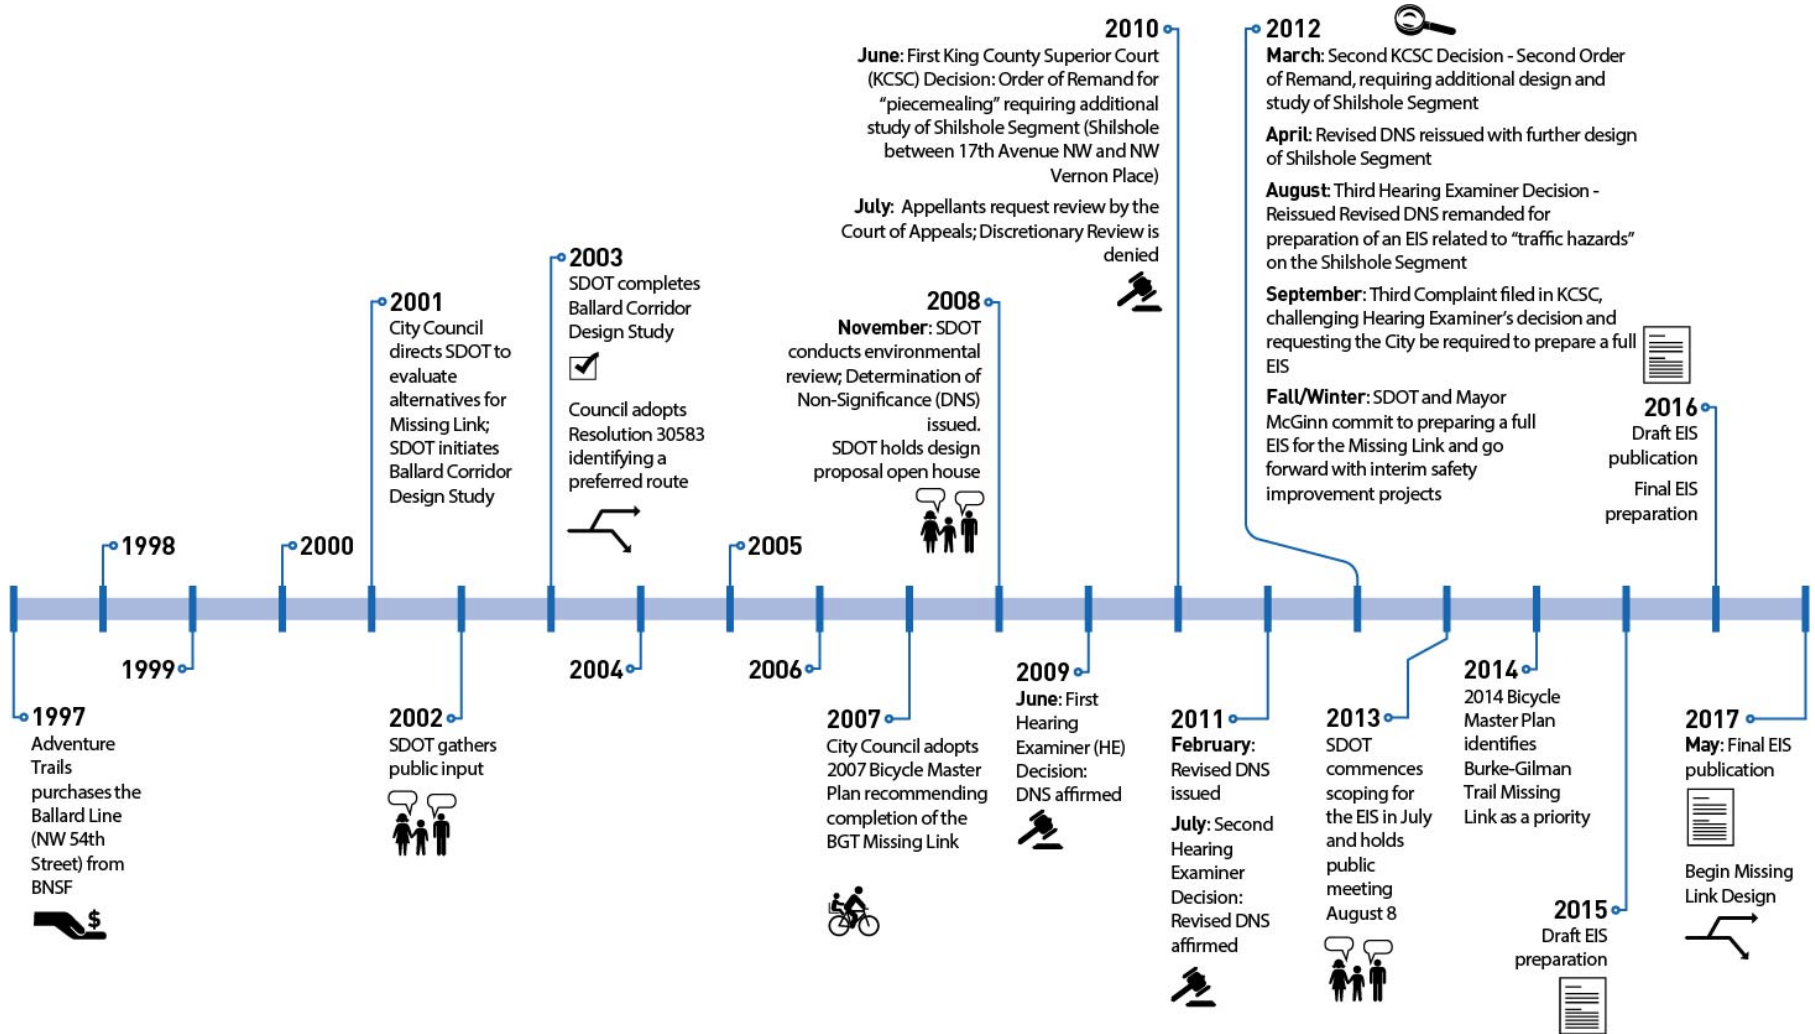 1997
Adventure
Trails
purchases the
Ballard Line
(NW 54th
Street) from
BNSF
$
1998
1999
2000
2001
City Council
directs SDOT to
evaluate
alternatives for
Missing Link;
SDOT initiates
Ballard Corridor
Design Study
2002
SDOT gathers
public input
2003
SDOT completes
Ballard Corridor
Design Study
Council adopts
Resolution 30583
identifying a
preferred route
2004
2005
2006
2007
City Council adopts
2007 Bicycle Master
Plan recommending
completion of the
BGT Missing Link
2008
November: SDOT
conducts environmental
review; Determination of
Non-Significance (DNS)
issued.
SDOT holds design
proposal open house
2009
June: First
Hearing
Examiner (HE)
Decision:
DNS affirmed
2010
June: First King County Superior Court
(KCSC) Decision: Order of Remand for
“piecemealing” requiring additional
study of Shilshole Segment (Shilshole
between 17th Avenue NW and NW
Vernon Place)
July: Appellants request review by the
Court of Appeals; Discretionary Review is
denied
2011
February:
Revised DNS
issued
July: Second
Hearing
Examiner
Decision:
Revised DNS
affirmed
2012
March: Second KCSC Decision - Second Order
of Remand, requiring additional design and
study of Shilshole Segment
April: Revised DNS reissued with further design
of Shilshole Segment
August: Third Hearing Examiner Decision -
Reissued Revised DNS remanded for
preparation of an EIS related to “traffic hazards”
on the Shilshole Segment
September: Third Complaint filed in KCSC,
challenging Hearing Examiner’s decision and
requesting the City be required to prepare a full
EIS
Fall/Winter: SDOT and Mayor
McGinn commit to preparing a full
EIS for the Missing Link and go
forward with interim safety
improvement projects
2013
SDOT
commences
scoping for
the EIS in July
and holds
public
meeting
August 8
2014
2014 Bicycle
Master Plan
identifies
Burke-Gilman
Trail Missing
Link as a priority
2015
Draft EIS
preparation
2016
Draft EIS
publication
Final EIS
preparation
2017
May: Final EIS
publication
Begin Missing
Link Design